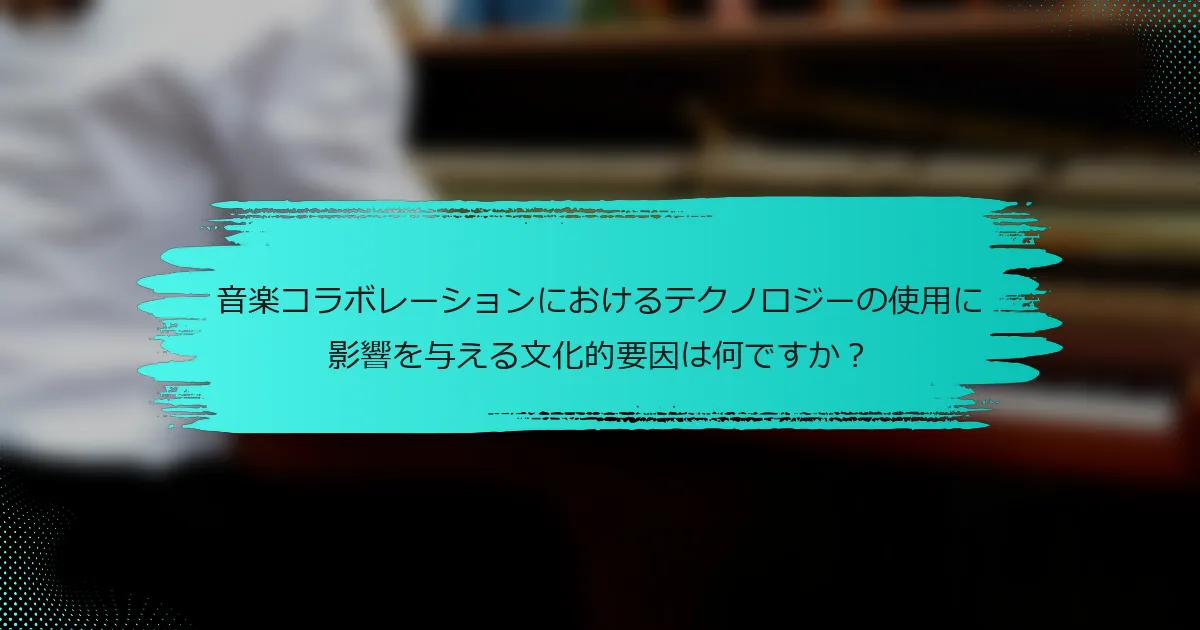 音楽コラボレーションにおけるテクノロジーの使用に
影響を与える文化的要因は何ですか？